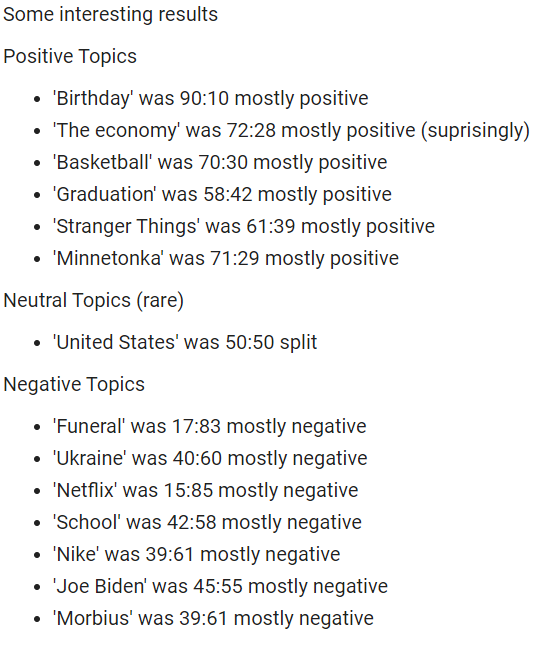 Some interesting results
Positive Topics
• 'Birthday' was 90:10 mostly positive
• 'The economy' was 72:28 mostly positive (suprisingly)
• 'Basketball' was 70:30 mostly positive
• 'Graduation' was 58:42 mostly positive
• 'Stranger Things' was 61:39 mostly positive
• 'Minnetonka' was 71:29 mostly positive
Neutral Topics (rare)
• 'United States' was 50:50 split
Negative Topics
• 'Funeral' was 17:83 mostly negative
• 'Ukraine' was 40:60 mostly negative
• 'Netflix' was 15:85 mostly negative
• 'School' was 42:58 mostly negative
• 'Nike' was 39:61 mostly negative
• 'Joe Biden' was 45:55 mostly negative
• 'Morbius' was 39:61 mostly negative